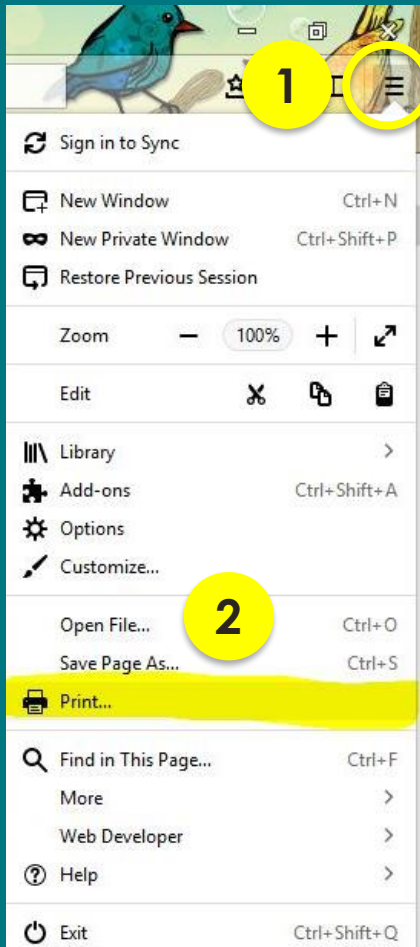 1
Sign in to Sync
New Window Ctrl+N
New Private Window Ctrl+Shift+P
Restore Previous Session
Zoom − 100% +
Edit
Library >
Add-ons Ctrl+Shift+A
Options
Customize...
2
Open File... Ctrl+O
Save Page As... Ctrl+S
Print...
Find in This Page... Ctrl+F
More >
Web Developer >
Help >
Exit Ctrl+Shift+Q